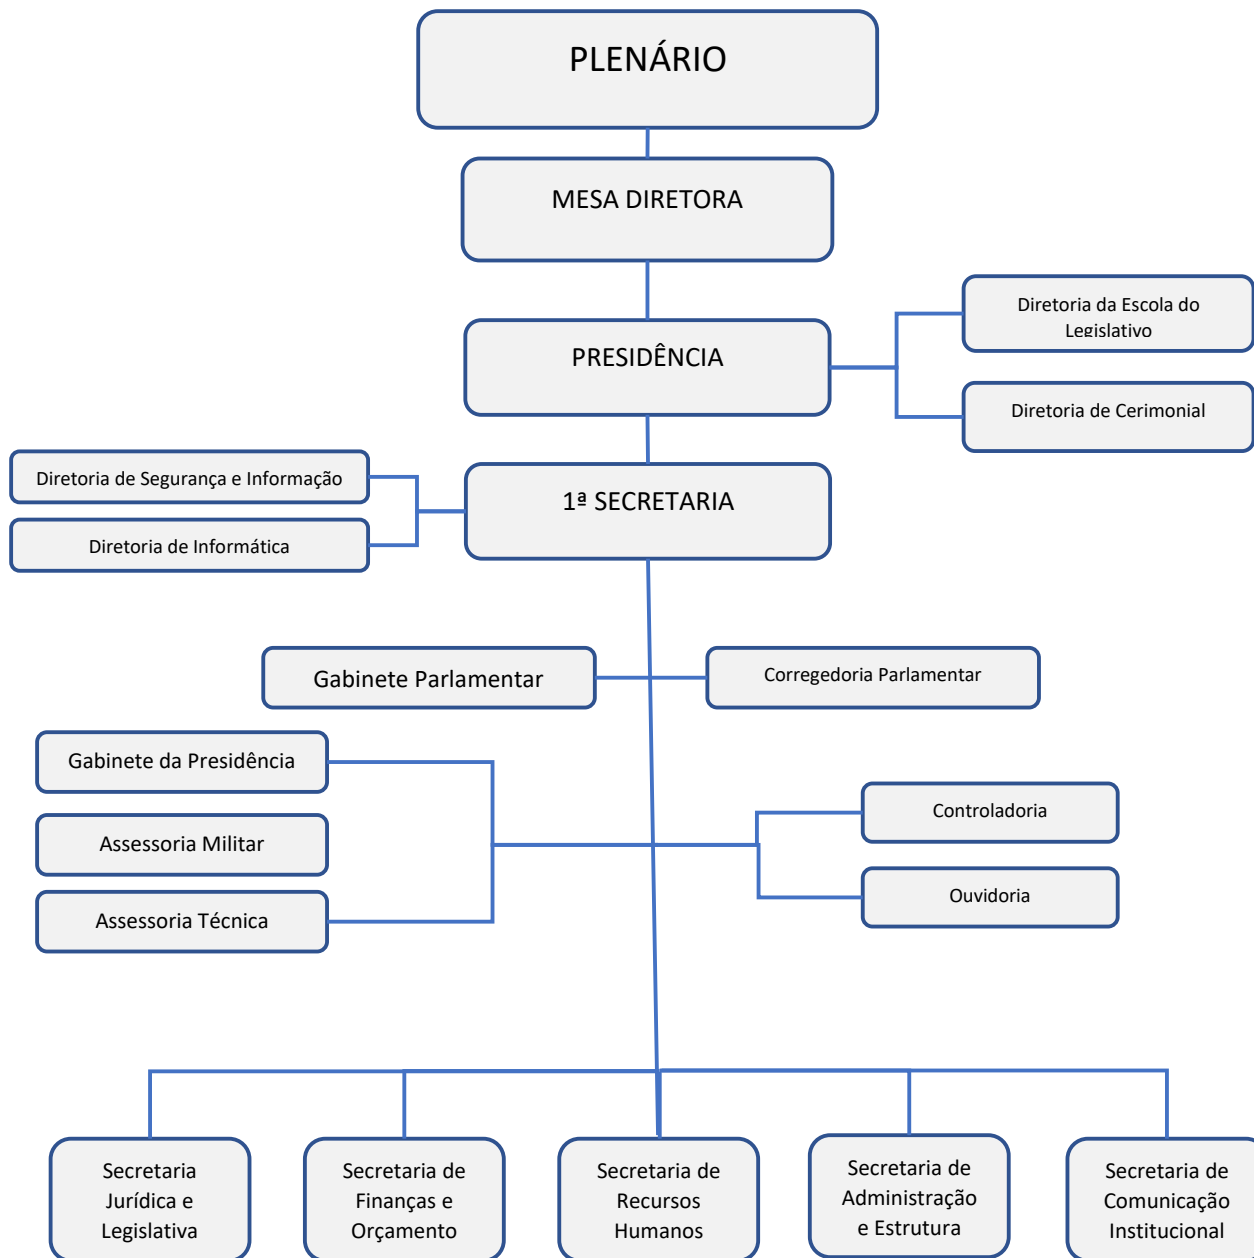 PLENÁRIO
MESA DIRETORA
PRESIDÊNCIA
Diretoria da Escola do
Legislativo
Diretoria de Cerimonial
1ª SECRETARIA
Diretoria de Segurança e Informação
Diretoria de Informática
Gabinete Parlamentar
Corregedoria Parlamentar
Gabinete da Presidência
Assessoria Militar
Assessoria Técnica
Controladoria
Ouvidoria
Secretaria
Jurídica e
Legislativa
Secretaria de
Finanças e
Orçamento
Secretaria de
Recursos
Humanos
Secretaria de
Administração
e Estrutura
Secretaria de
Comunicação
Institucional